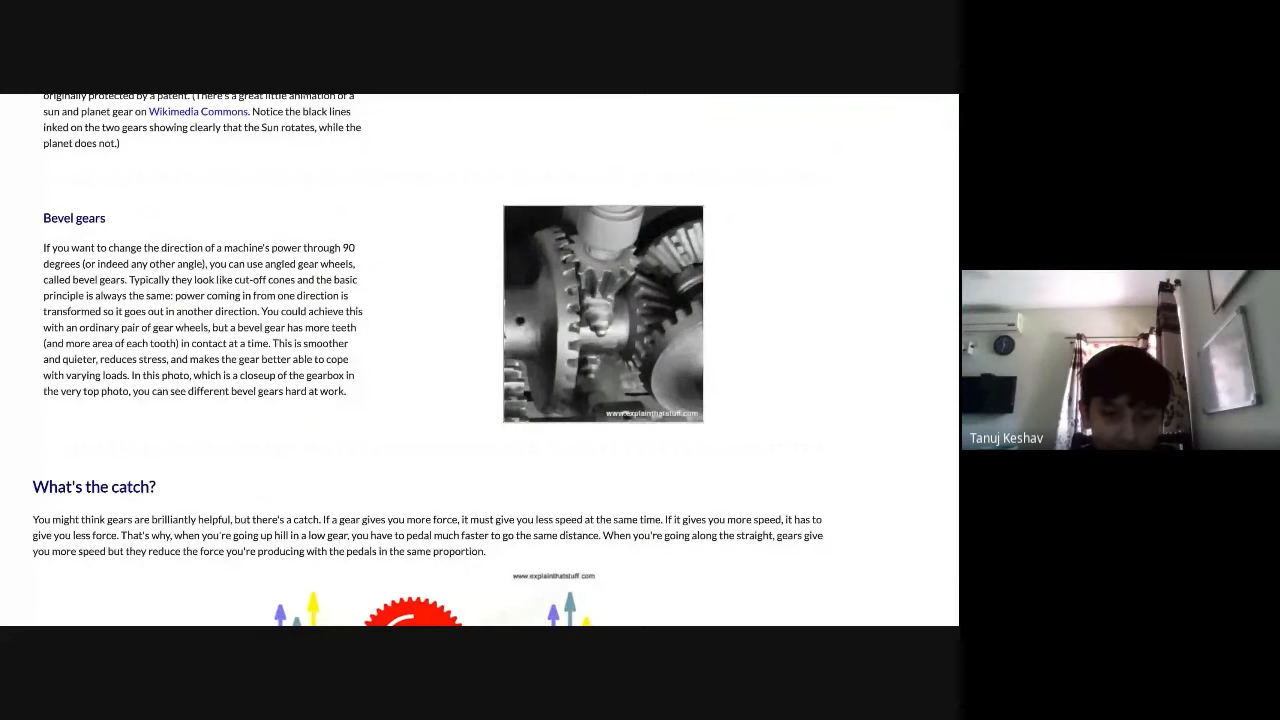 originally protected by a patent. (There's a great little animation of a
sun and planet gear on Wikimedia Commons. Notice the black lines
inked on the two gears showing clearly that the Sun rotates, while the
planet does not.)
Bevel gears
If you want to change the direction of a machine's power through 90
degrees (or indeed any other angle), you can use angled gear wheels,
called bevel gears. Typically they look like cut-off cones and the basic
principle is always the same: power coming in from one direction is
transformed so it goes out in another direction. You could achieve this
with an ordinary pair of gear wheels, but a bevel gear has more teeth
(and more area of each tooth) in contact at a time. This is smoother
and quieter, reduces stress, and makes the gear better able to cope
with varying loads. In this photo, which is a closeup of the gearbox in
the very top photo, you can see different bevel gears hard at work.
www.explainthatstuff.com
Tanuj Keshav
What's the catch?
You might think gears are brilliantly helpful, but there's a catch. If a gear gives you more force, it must give you less speed at the same time. If it gives you more speed, it has to
give you less force. That's why, when you're going up hill in a low gear, you have to pedal much faster to go the same distance. When you're going along the straight, gears give
you more speed but they reduce the force you're producing with the pedals in the same proportion.
www.explainthatstuff.com